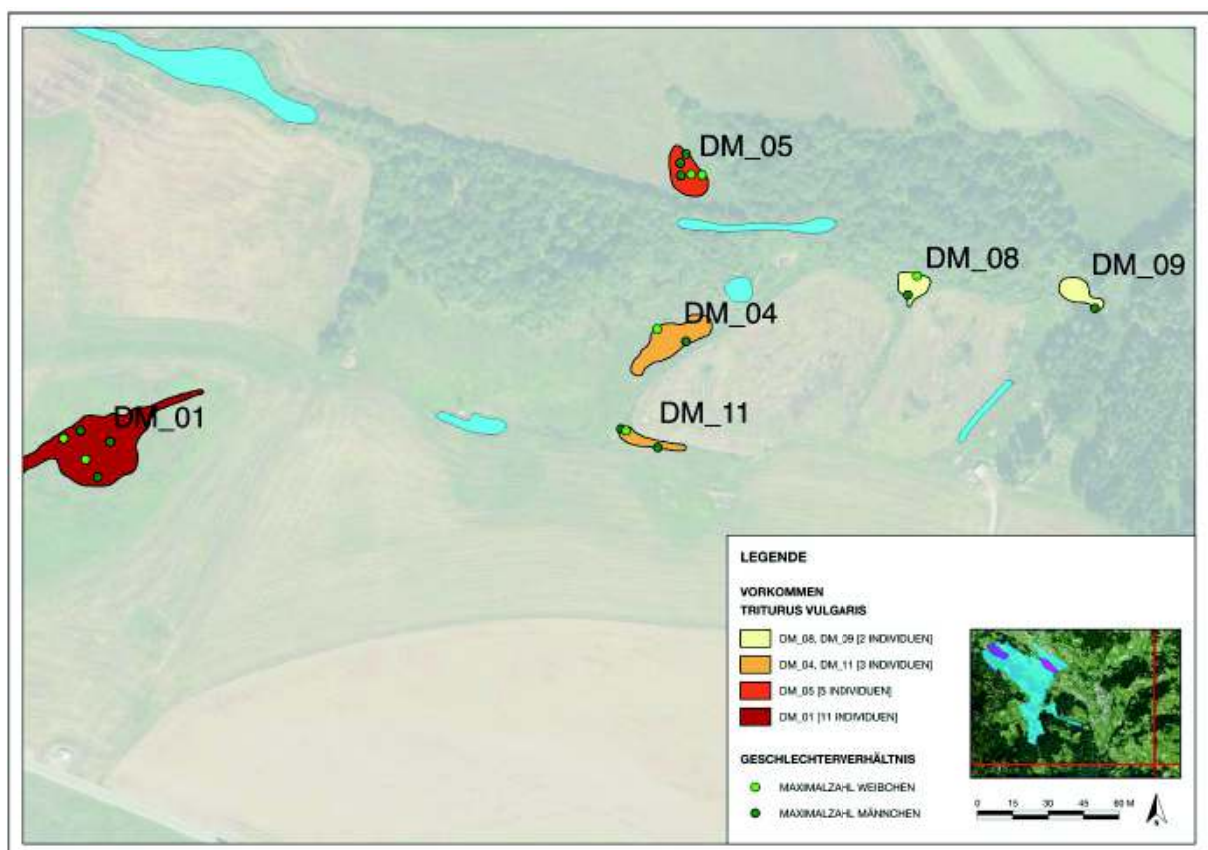 DM_05
DM_08
DM_09
DM_04
DM_01
DM_11
LEGENDE
VORKOMMEN
TRITURUS VULGARIS
DM_08, DM_09 [2 INDIVIDUEN]
DM_04, DM_11 [3 INDIVIDUEN]
DM_05 [5 INDIVIDUEN]
DM_01 [11 INDIVIDUEN]
GESCHLECHTERVERHÄLTNIS
MAXIMALZAHL WEIBCHEN
MAXIMALZAHL MÄNNCHEN
0 15 30 45 60 M